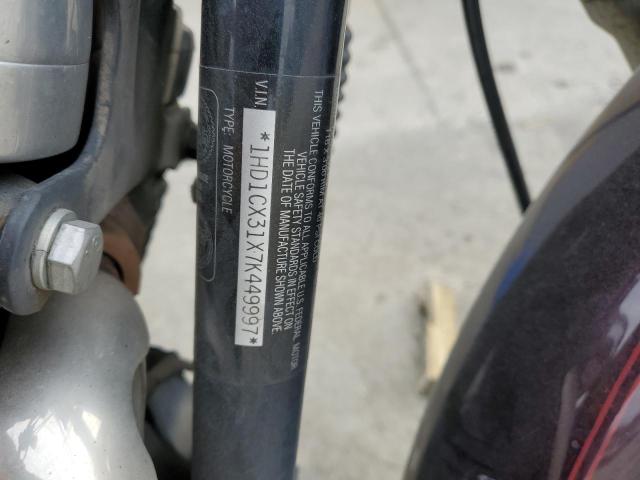 THIS VEHICLE CONFORMS TO ALL APPLICABLE U.S. FEDERAL MOTOR
VEHICLE SAFETY STANDARDS IN EFFECT ON
THE DATE OF MANUFACTURE SHOWN ABOVE.
V.I.N.
*1HD1CX31X7K449997*
TYPE: MOTORCYCLE